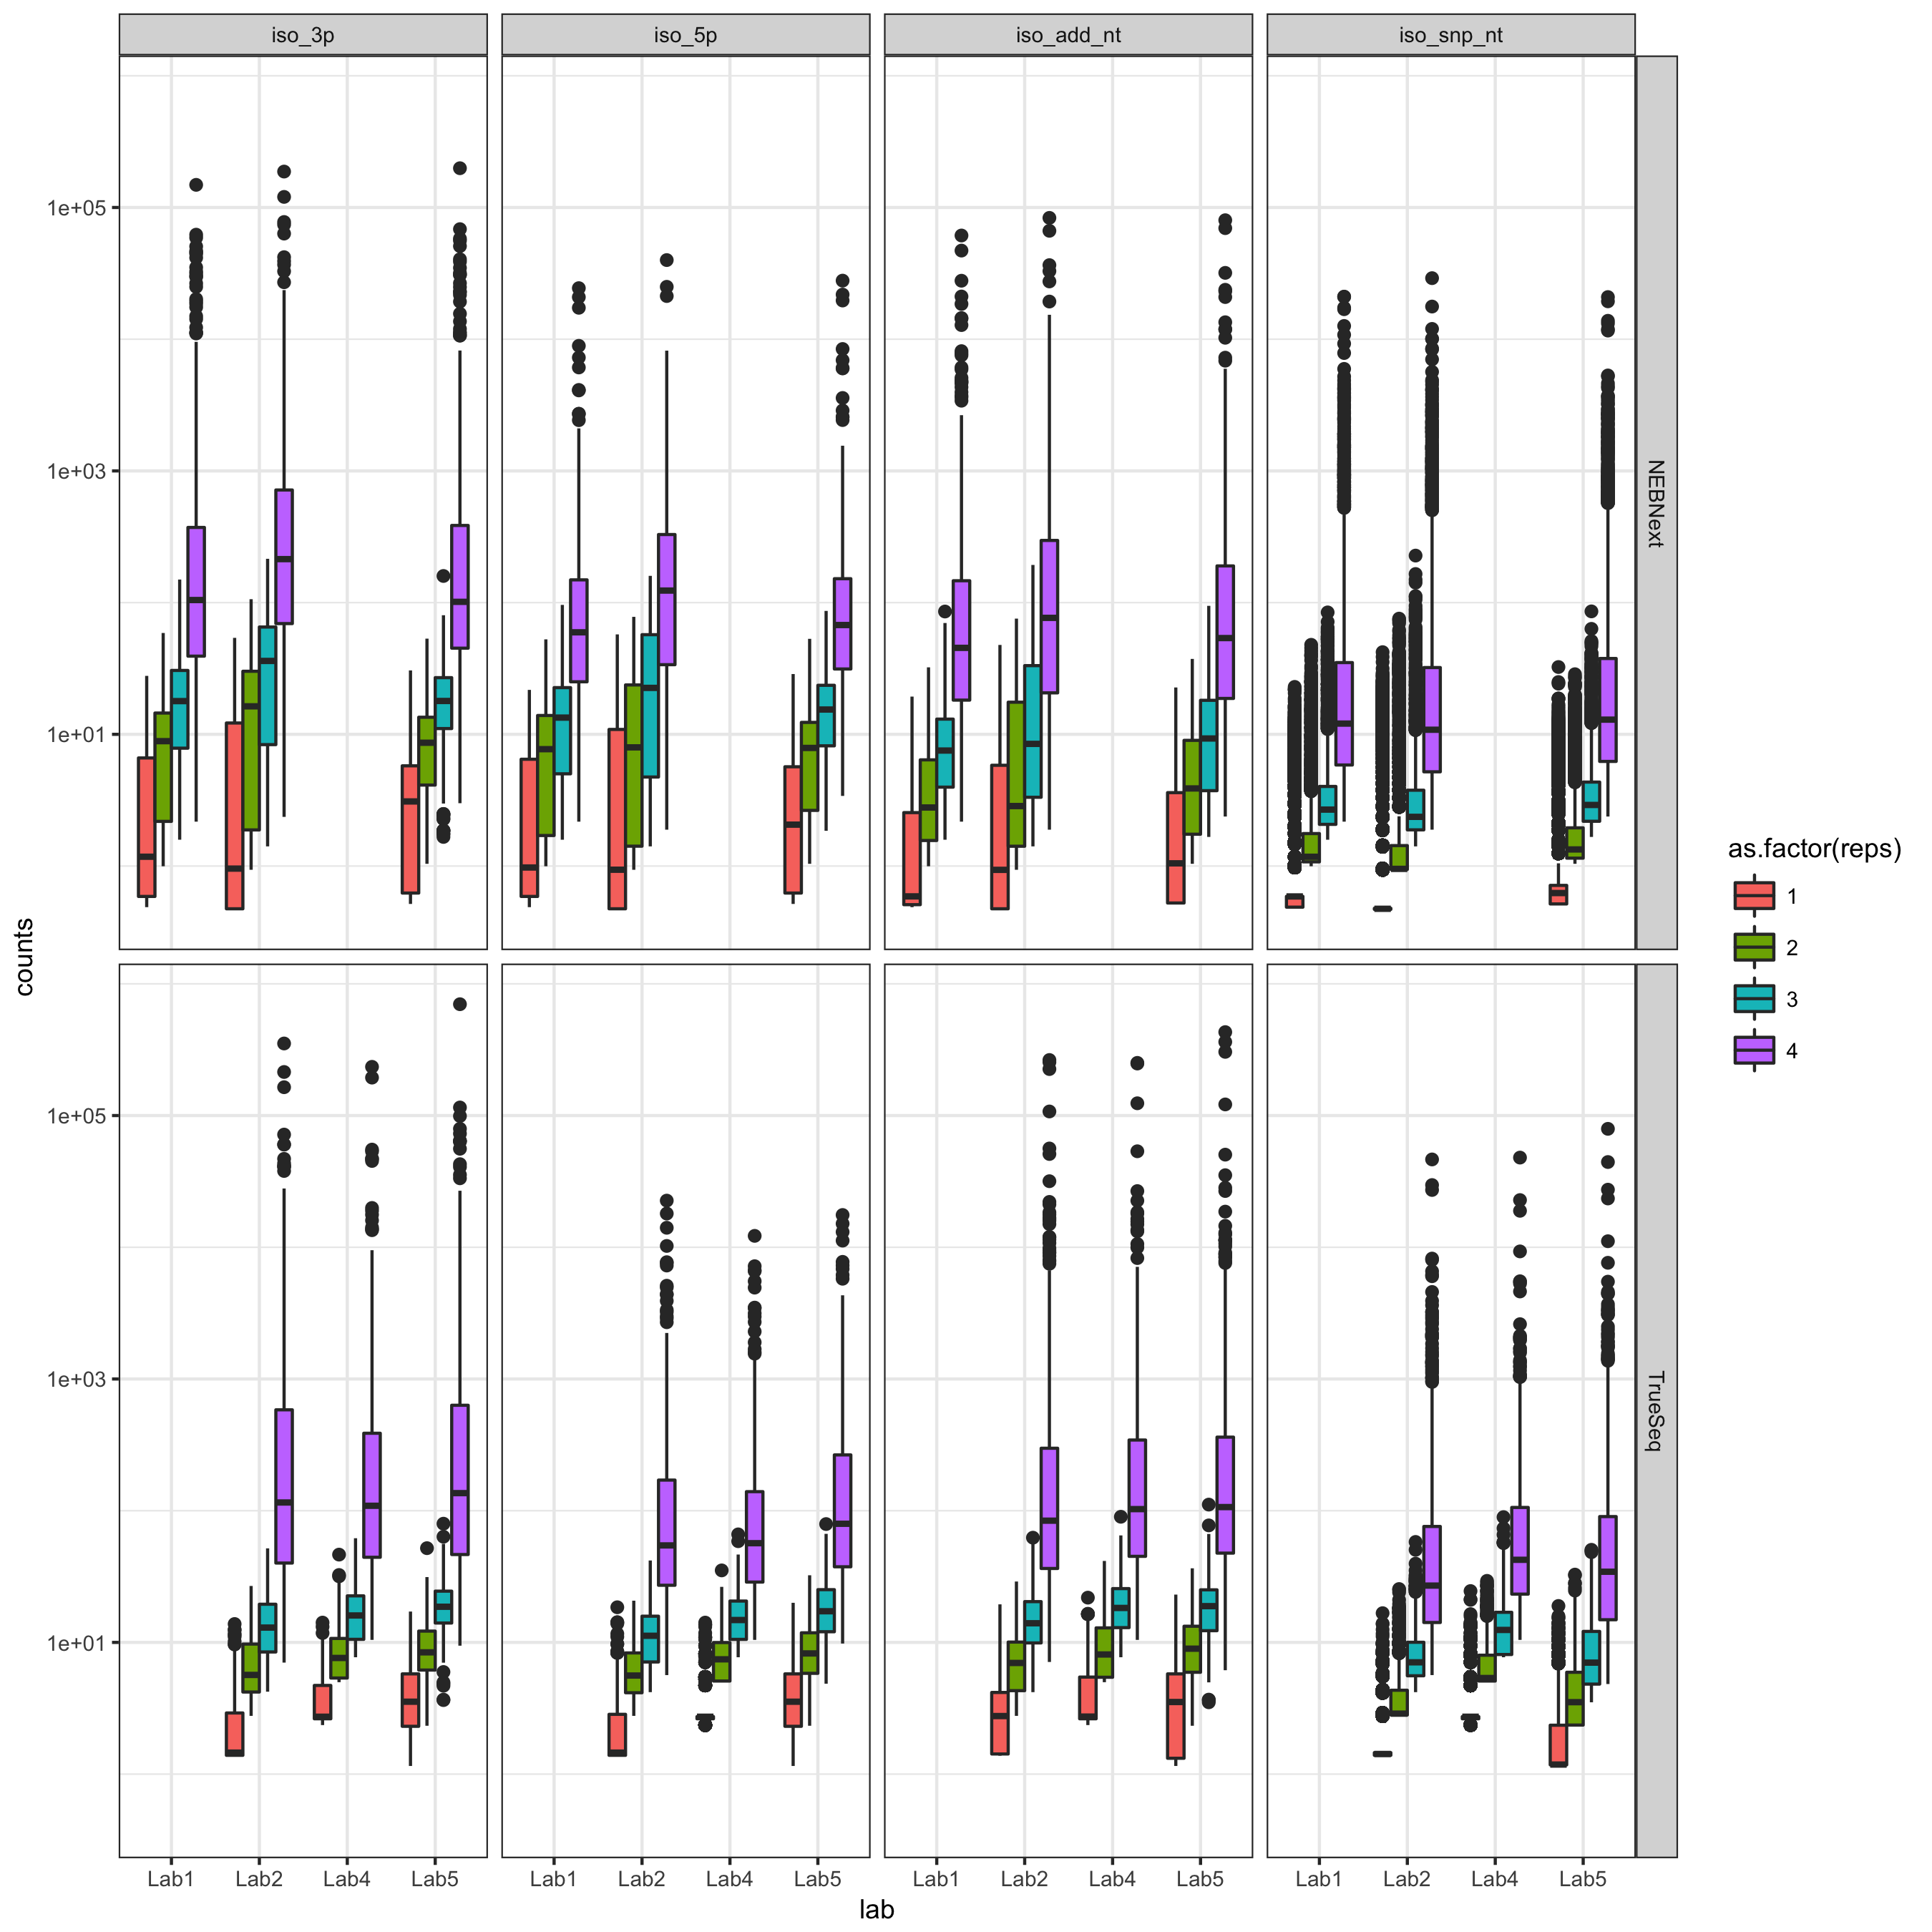 iso_3p iso_5p iso_add_nt iso_snp_nt
1e+05
1e+03
1e+01
NEBNext
counts
1e+05
1e+03
1e+01
TrueSeq
Lab1 Lab2 Lab4 Lab5 Lab1 Lab2 Lab4 Lab5 Lab1 Lab2 Lab4 Lab5 Lab1 Lab2 Lab4 Lab5
lab
as.factor(reps)
1
2
3
4